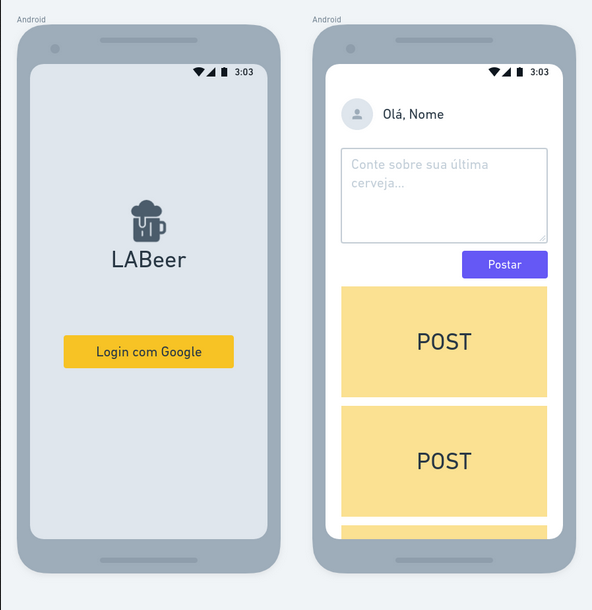 Android
3:03
LABeer
Login com Google
Android
3:03
Olá, Nome
Conte sobre sua última
cerveja...
Postar
POST
POST